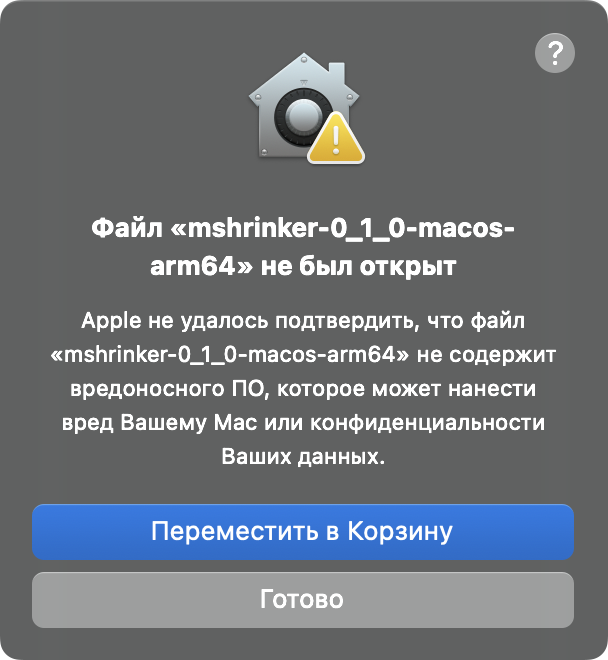 ?
Файл «mshrinker-0_1_0-macos-
arm64» не был открыт
Apple не удалось подтвердить, что файл
«mshrinker-0_1_0-macos-arm64» не содержит
вредоносного ПО, которое может нанести
вред Вашему Mac или конфиденциальности
Ваших данных.
Переместить в Корзину
Готово